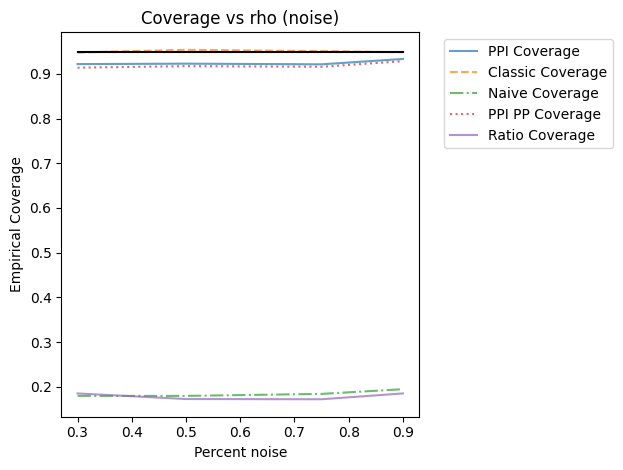 Coverage vs rho (noise)
Empirical Coverage
0.9
0.8
0.7
0.6
0.5
0.4
0.3
0.2
0.3 0.4 0.5 0.6 0.7 0.8 0.9
Percent noise
PPI Coverage
Classic Coverage
Naive Coverage
PPI PP Coverage
Ratio Coverage